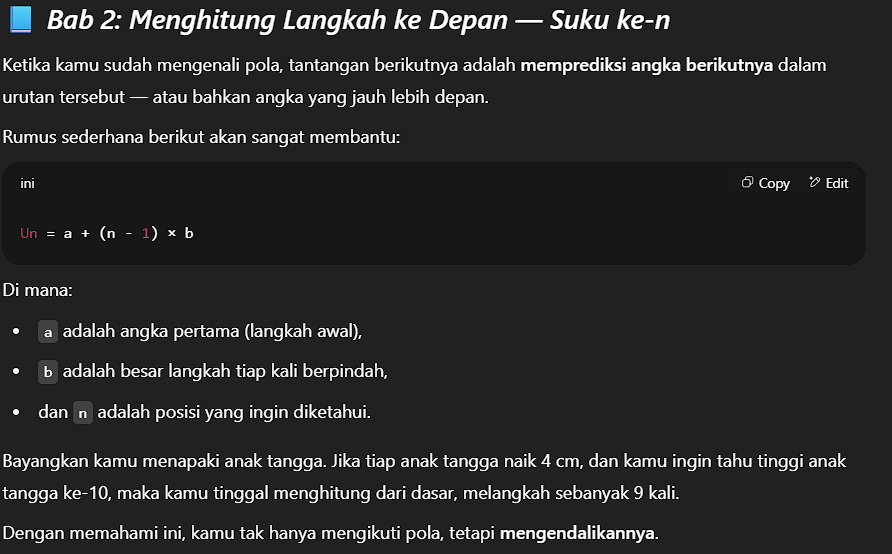 📘 Bab 2: Menghitung Langkah ke Depan — Suku ke-n
Ketika kamu sudah mengenali pola, tantangan berikutnya adalah memprediksi angka berikutnya dalam
urutan tersebut — atau bahkan angka yang jauh lebih depan.
Rumus sederhana berikut akan sangat membantu:
ini Copy Edit
Un = a + (n - 1) × b
Di mana:
• a adalah angka pertama (langkah awal),
• b adalah besar langkah tiap kali berpindah,
• dan n adalah posisi yang ingin diketahui.
Bayangkan kamu menapaki anak tangga. Jika tiap anak tangga naik 4 cm, dan kamu ingin tahu tinggi anak
tangga ke-10, maka kamu tinggal menghitung dari dasar, melangkah sebanyak 9 kali.
Dengan memahami ini, kamu tak hanya mengikuti pola, tetapi mengendalikannya.